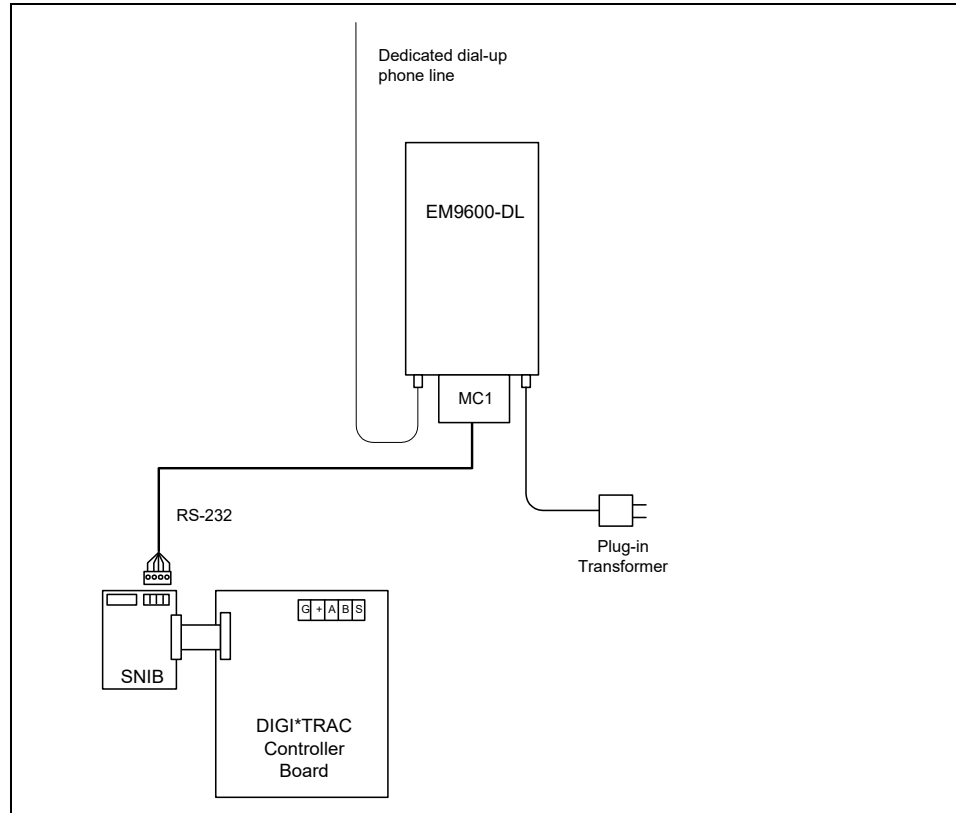 Dedicated dial-up
phone line
EM9600-DL
MC1
RS-232
Plug-in
Transformer
G + A B S
SNIB
DIGI*TRAC
Controller
Board